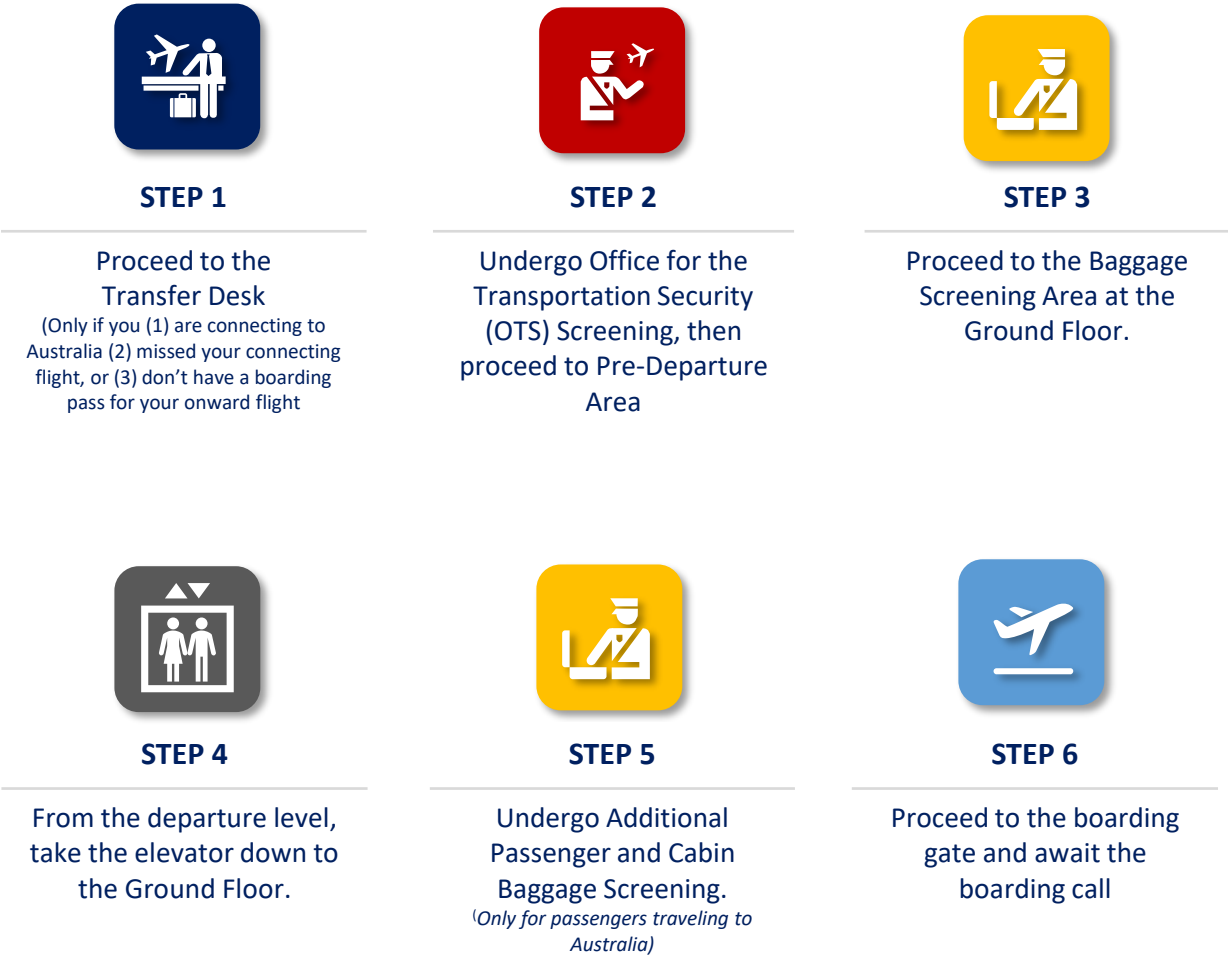 STEP 1
Proceed to the
Transfer Desk
(Only if you (1) are connecting to
Australia (2) missed your connecting
flight, or (3) don’t have a boarding
pass for your onward flight
STEP 2
Undergo Office for the
Transportation Security
(OTS) Screening, then
proceed to Pre-Departure
Area
STEP 3
Proceed to the Baggage
Screening Area at the
Ground Floor.
STEP 4
From the departure level,
take the elevator down to
the Ground Floor.
STEP 5
Undergo Additional
Passenger and Cabin
Baggage Screening.
(Only for passengers traveling to
Australia)
STEP 6
Proceed to the boarding
gate and await the
boarding call